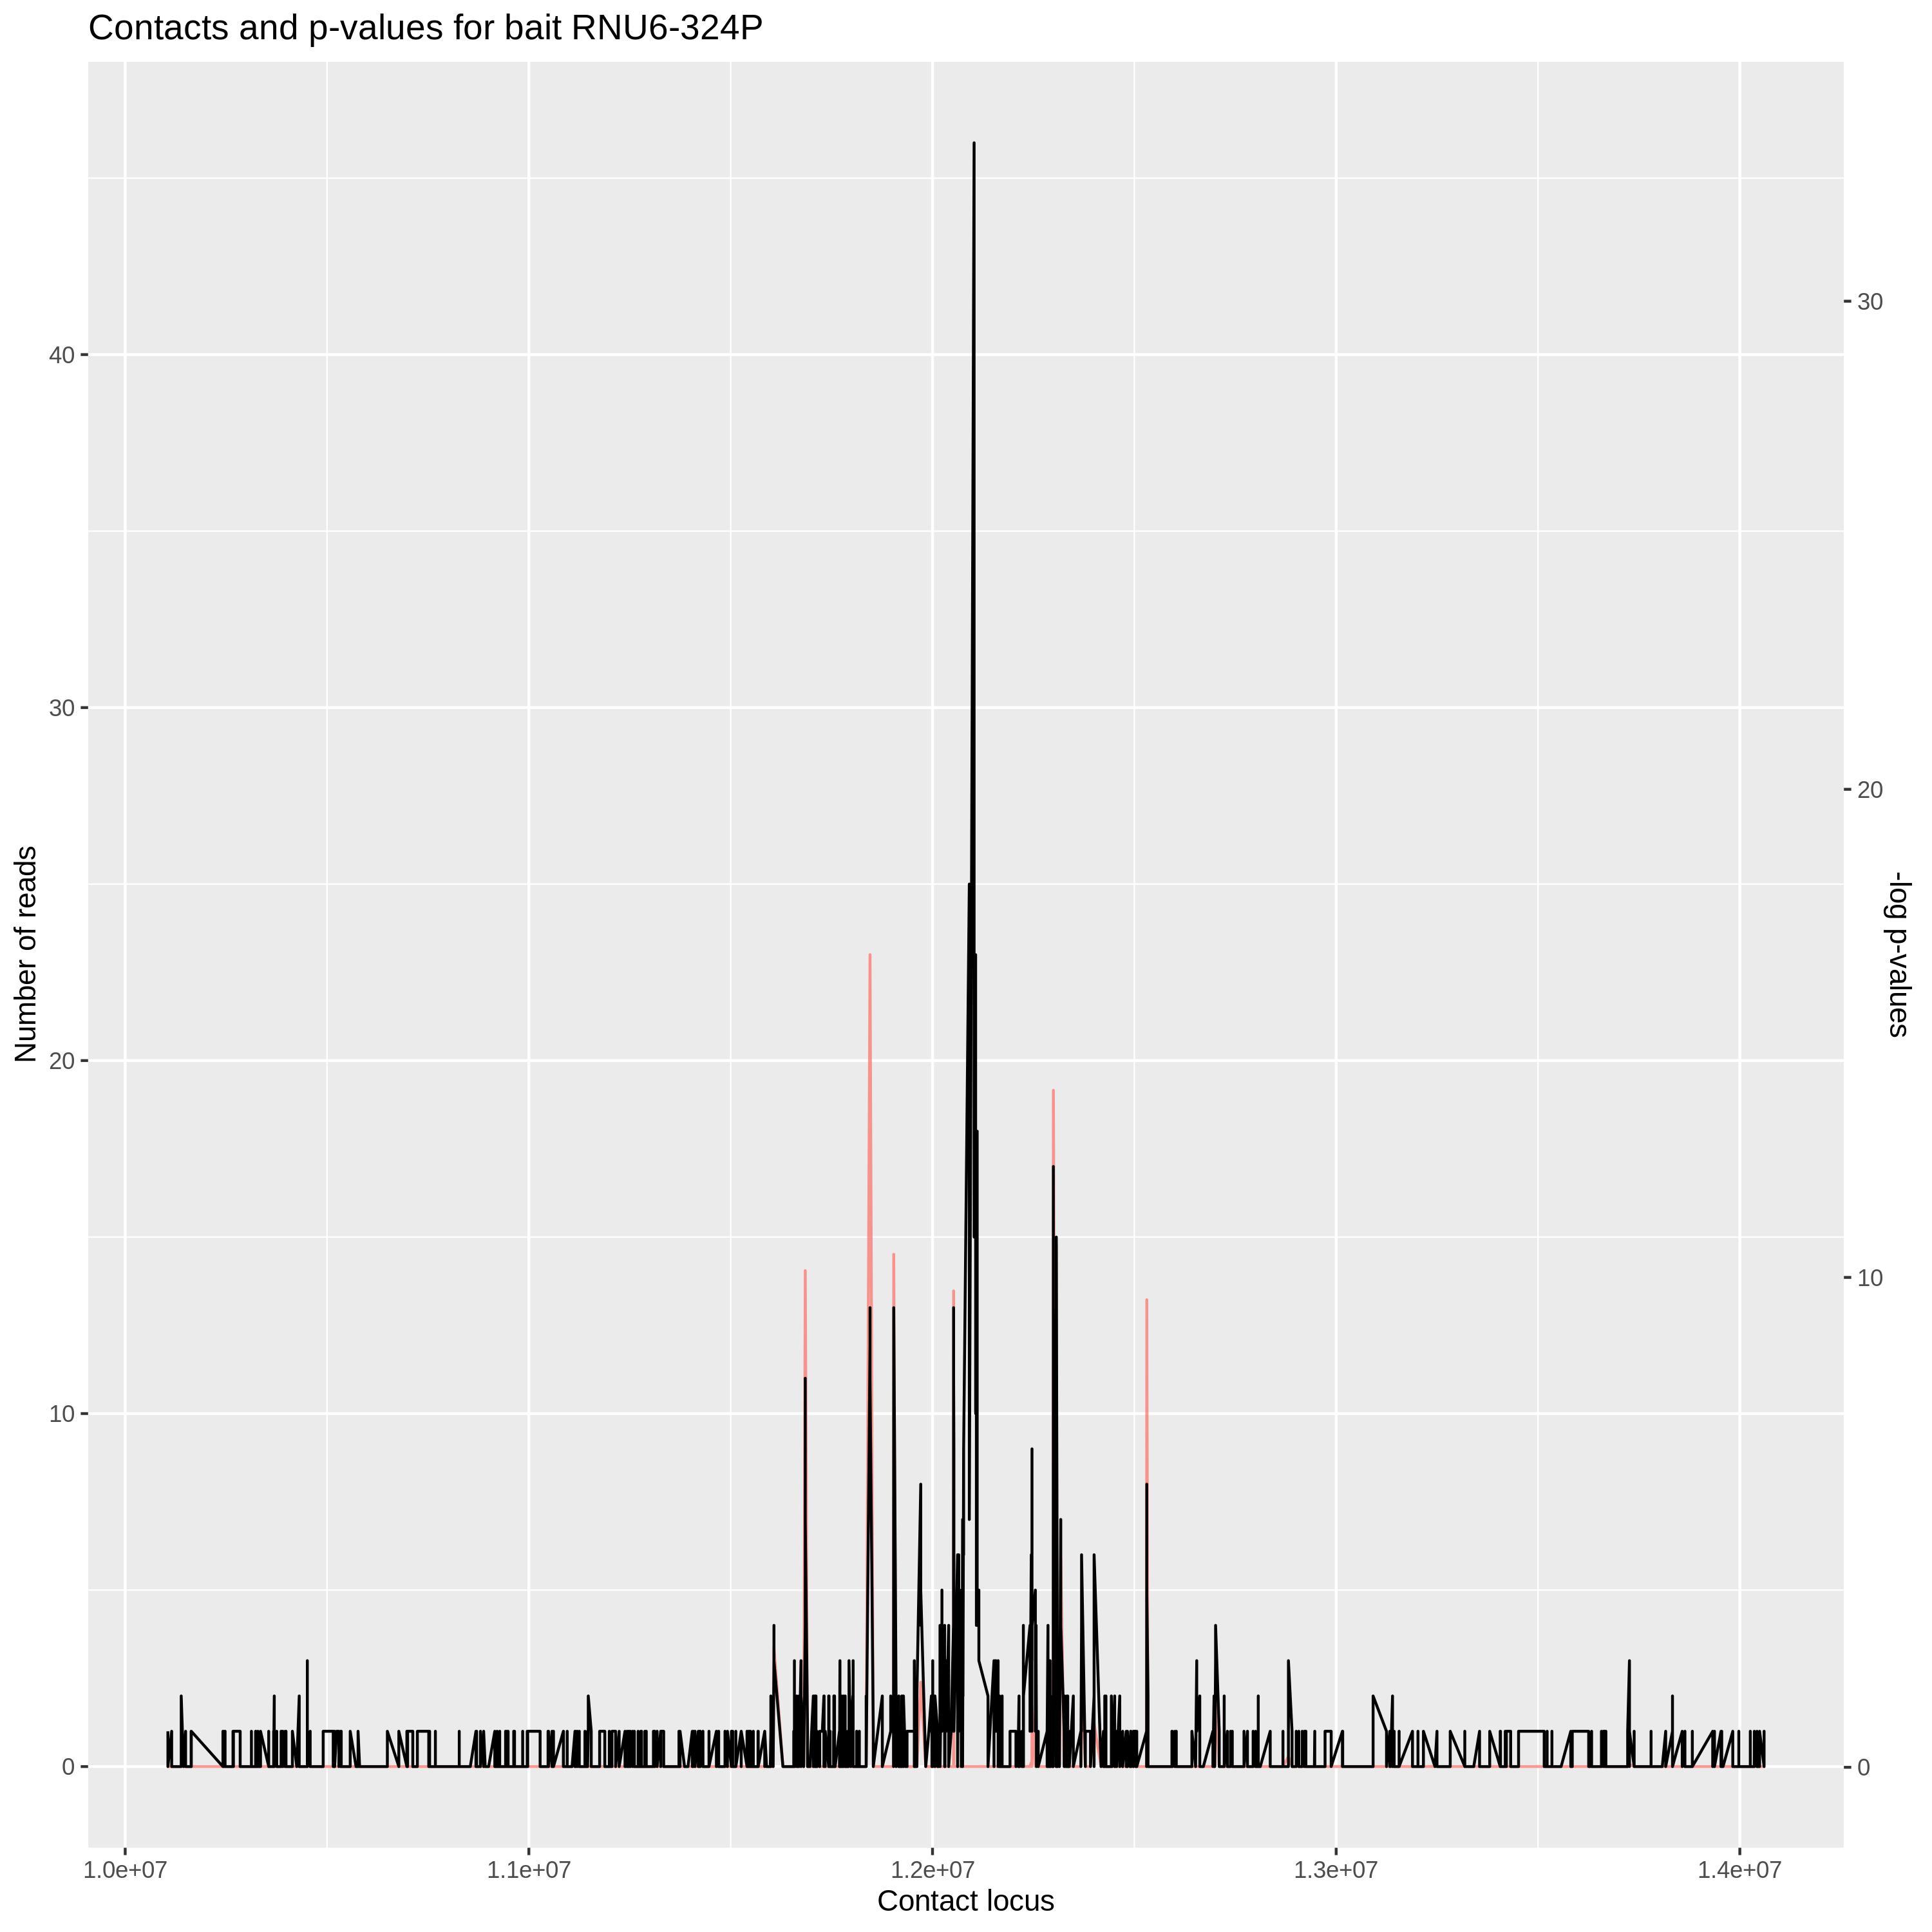 Contacts and p-values for bait RNU6-324P
Number of reads
40
30
20
10
0
30
20
10
0
-log p-values
1.0e+07 1.1e+07 1.2e+07 1.3e+07 1.4e+07
Contact locus